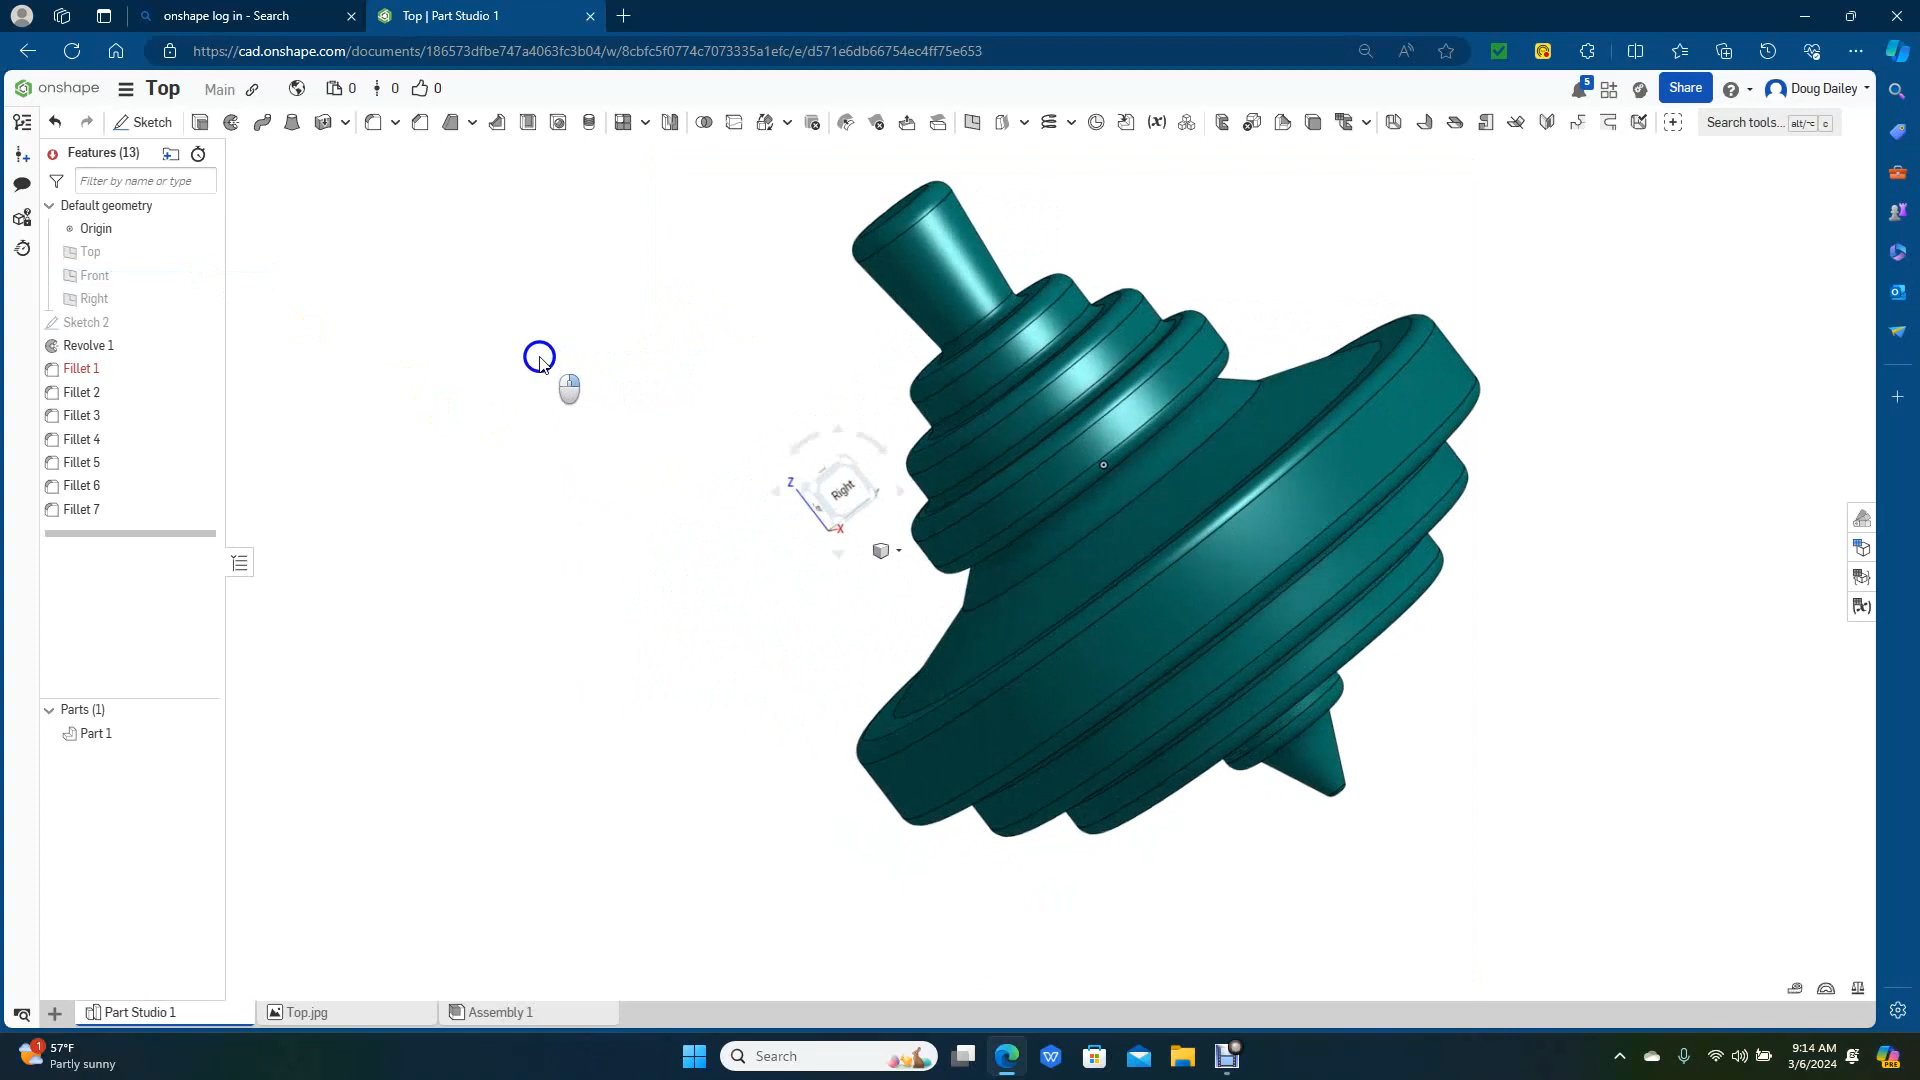 onshape log in - Search
Top | Part Studio 1
https://cad.onshape.com/documents/186573dfbe747a4063fc3b04/w/8cbfc5f0774c7073335a1efc/e/d571e6db66754ec4ff75e653
onshape
Top
Main
0
0
0
5
Share
Doug Dailey
Sketch
Search tools...
alt/⌥
c
Features (13)
Filter by name or type
Default geometry
Origin
Top
Front
Right
Sketch 2
Revolve 1
Fillet 1
Fillet 2
Fillet 3
Fillet 4
Fillet 5
Fillet 6
Fillet 7
Z
Right
X
Parts (1)
Part 1
Part Studio 1
Top.jpg
Assembly 1
1
57°F
Partly sunny
Search
9:14 AM
3/6/2024
PRE